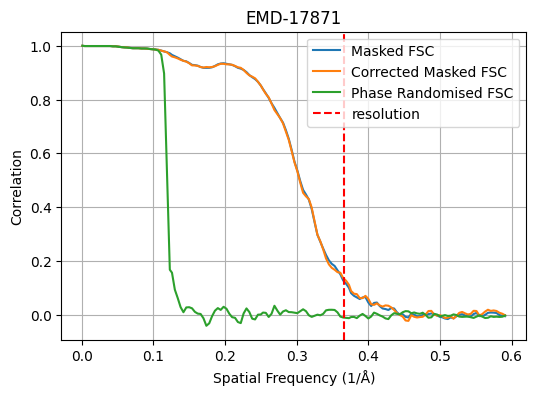 EMD-17871
Masked FSC
Corrected Masked FSC
Phase Randomised FSC
resolution
Correlation
1.0
0.8
0.6
0.4
0.2
0.0
0.0 0.1 0.2 0.3 0.4 0.5 0.6
Spatial Frequency (1/Å)